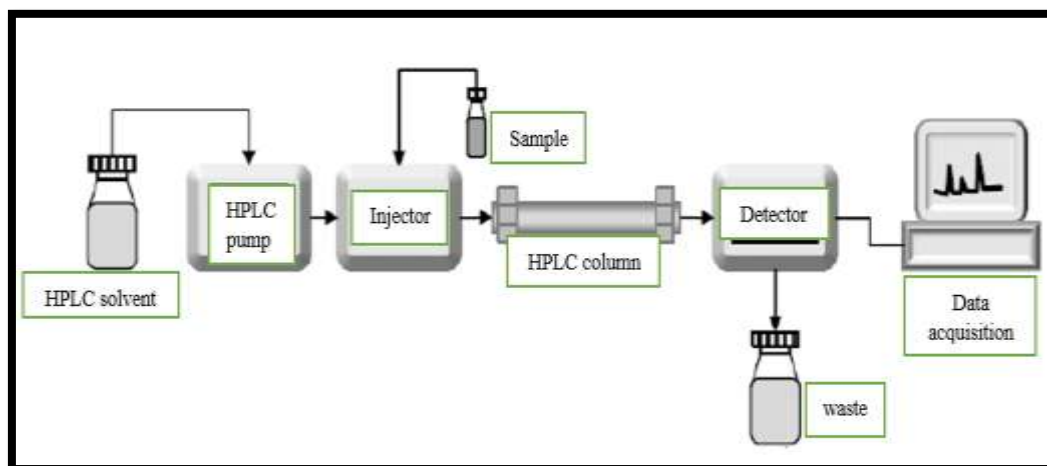 Sample
HPLC
pump
Injector
Detector
HPLC column
HPLC solvent
Data
acquisition
waste